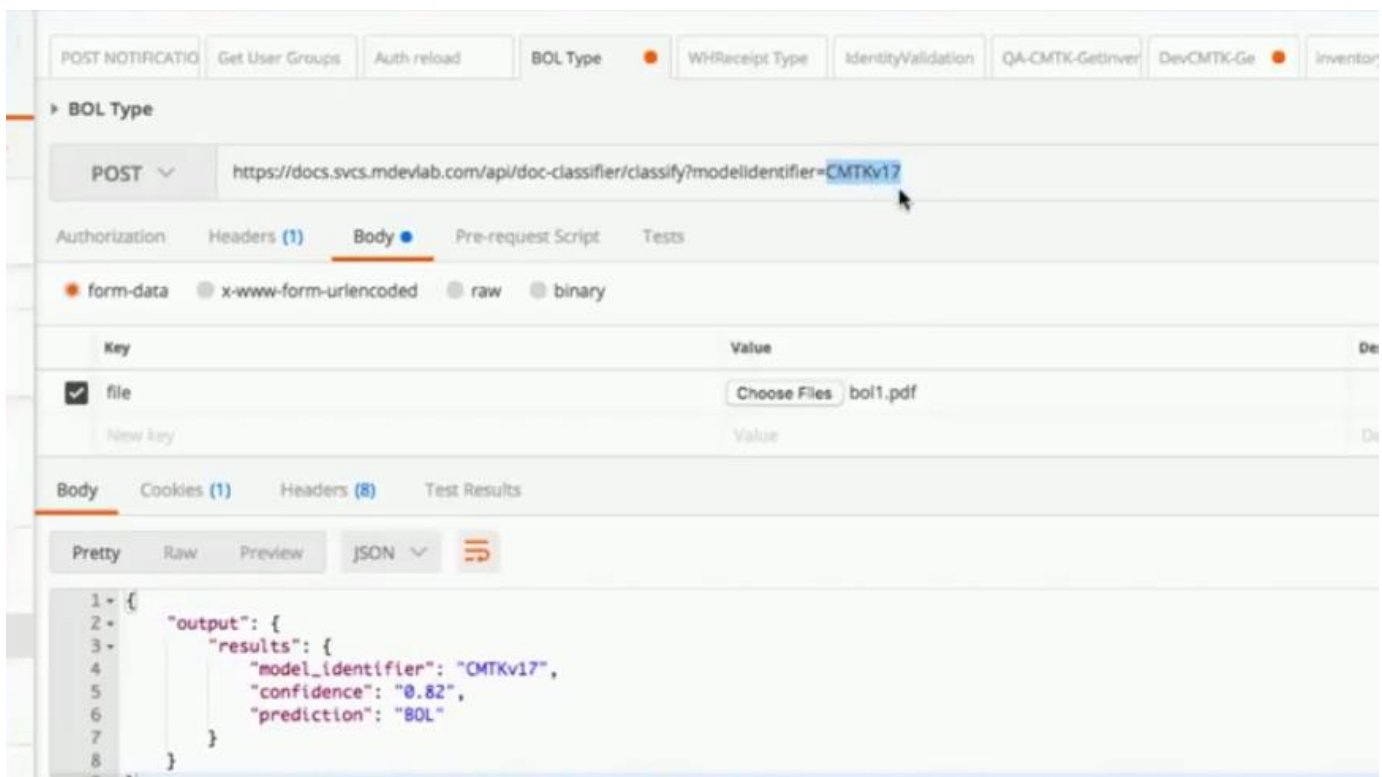 POST NOTIFICATIO Get User Groups Auth reload BOL Type WHReceipt Type IdentityValidation QA-CMTK-GetInver DevCMTK-Ge inventory
BOL Type
POST https://docs.svcs.mdevlab.com/api/doc-classifier/classify?modelIdentifier=CMTKv17
Authorization Headers (1) Body Pre-request Script Tests
form-data x-www-form-urlencoded raw binary
Key Value Des
file Choose Files bol1.pdf
New key Value De
Body Cookies (1) Headers (8) Test Results
Pretty Raw Preview JSON
1 {
2 "output": {
3 "results": {
4 "model_identifier": "CMTKv17",
5 "confidence": "0.82",
6 "prediction": "BOL"
7 }
8 }